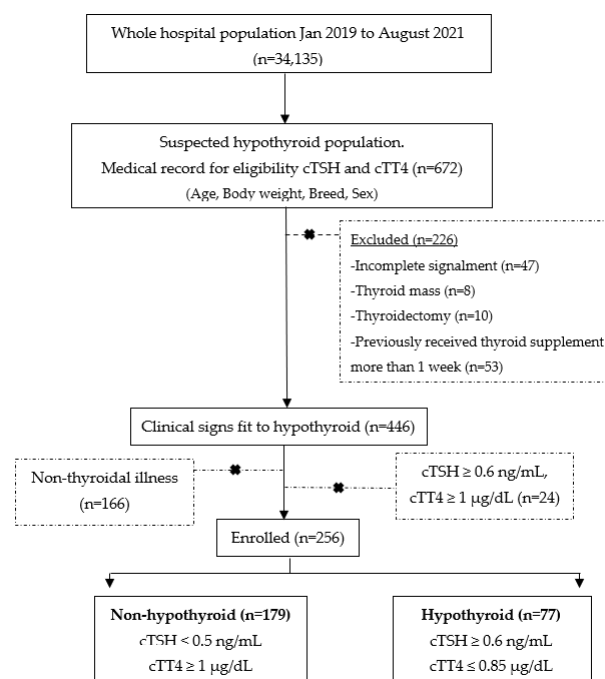 Whole hospital population Jan 2019 to August 2021
(n=34,135)
Suspected hypothyroid population.
Medical record for eligibility cTSH and cTT4 (n=672)
(Age, Body weight, Breed, Sex)
Excluded (n=226)
-Incomplete signalment (n=47)
-Thyroid mass (n=8)
-Thyroidectomy (n=10)
-Previously received thyroid supplement
more than 1 week (n=53)
Clinical signs fit to hypothyroid (n=446)
Non-thyroidal illness
(n=166)
cTSH ≥ 0.6 ng/mL,
cTT4 ≥ 1 µg/dL (n=24)
Enrolled (n=256)
Non-hypothyroid (n=179)
cTSH < 0.5 ng/mL
cTT4 ≥ 1 µg/dL
Hypothyroid (n=77)
cTSH ≥ 0.6 ng/mL
cTT4 ≤ 0.85 µg/dL